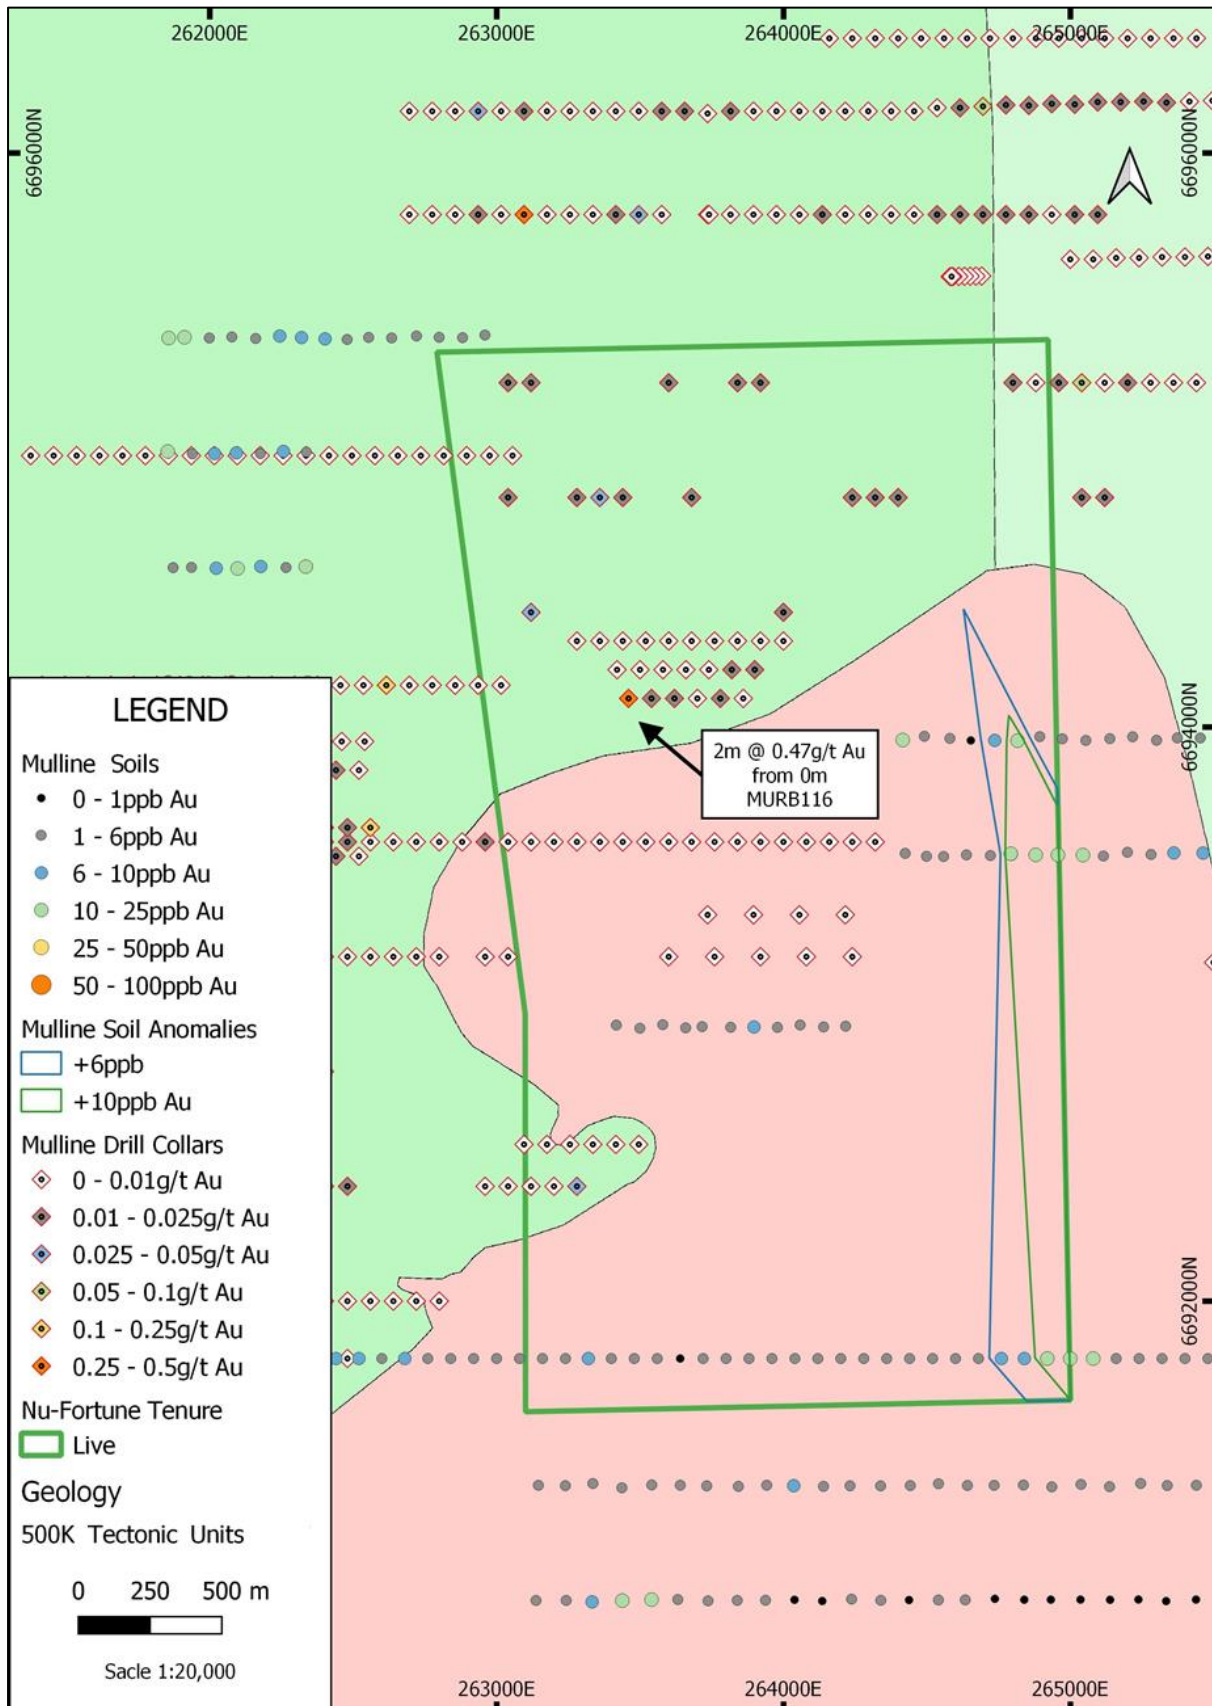 262000E
263000E
264000E
265000E
6696000N
6696000N
6694000N
2m @ 0.47g/t Au
from 0m
MURB116
LEGEND
Mulline Soils
0 - 1ppb Au
1 - 6ppb Au
6 - 10ppb Au
10 - 25ppb Au
25 - 50ppb Au
50 - 100ppb Au
Mulline Soil Anomalies
+6ppb
+10ppb Au
Mulline Drill Collars
0 - 0.01g/t Au
0.01 - 0.025g/t Au
0.025 - 0.05g/t Au
0.05 - 0.1g/t Au
0.1 - 0.25g/t Au
0.25 - 0.5g/t Au
Nu-Fortune Tenure
Live
Geology
500K Tectonic Units
0 250 500 m
Sacle 1:20,000
6692000N
263000E
264000E
265000E